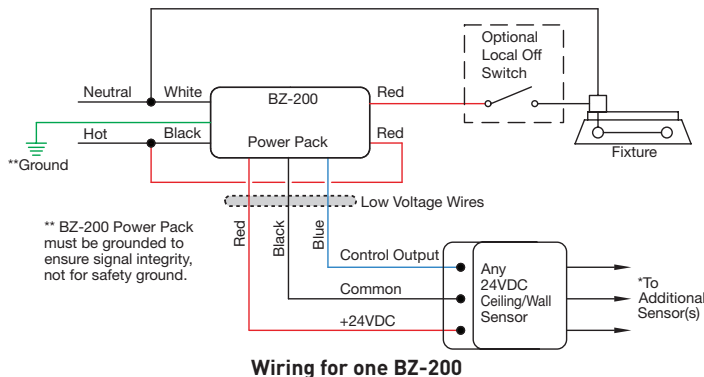 Optional
Local Off
Switch
Neutral
White
BZ-200
Red
Hot
Black
Power Pack
Red
**Ground
Fixture
Low Voltage Wires
** BZ-200 Power Pack
must be grounded to
ensure signal integrity,
not for safety ground.
Red
Black
Blue
Control Output
Common
+24VDC
Any
24VDC
Ceiling/Wall
Sensor
*To
Additional
Sensor(s)
Wiring for one BZ-200